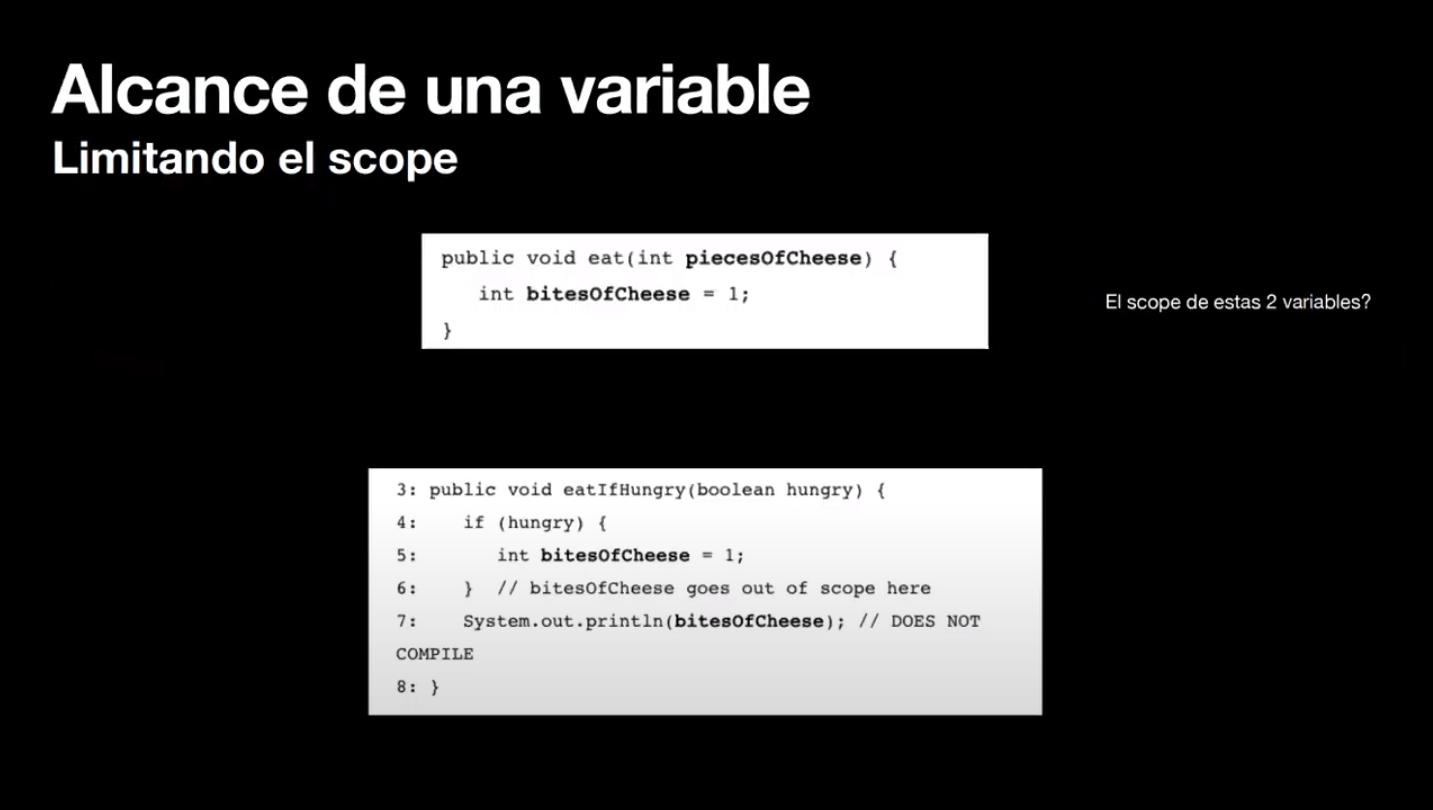 Alcance de una variable
Limitando el scope
public void eat(int piecesOfCheese) {
int bitesOfCheese = 1;
}
El scope de estas 2 variables?
3: public void eatIfHungry(boolean hungry) {
4: if (hungry) {
5: int bitesOfCheese = 1;
6: } // bitesOfCheese goes out of scope here
7: System.out.println(bitesOfCheese); // DOES NOT
COMPILE
8: }